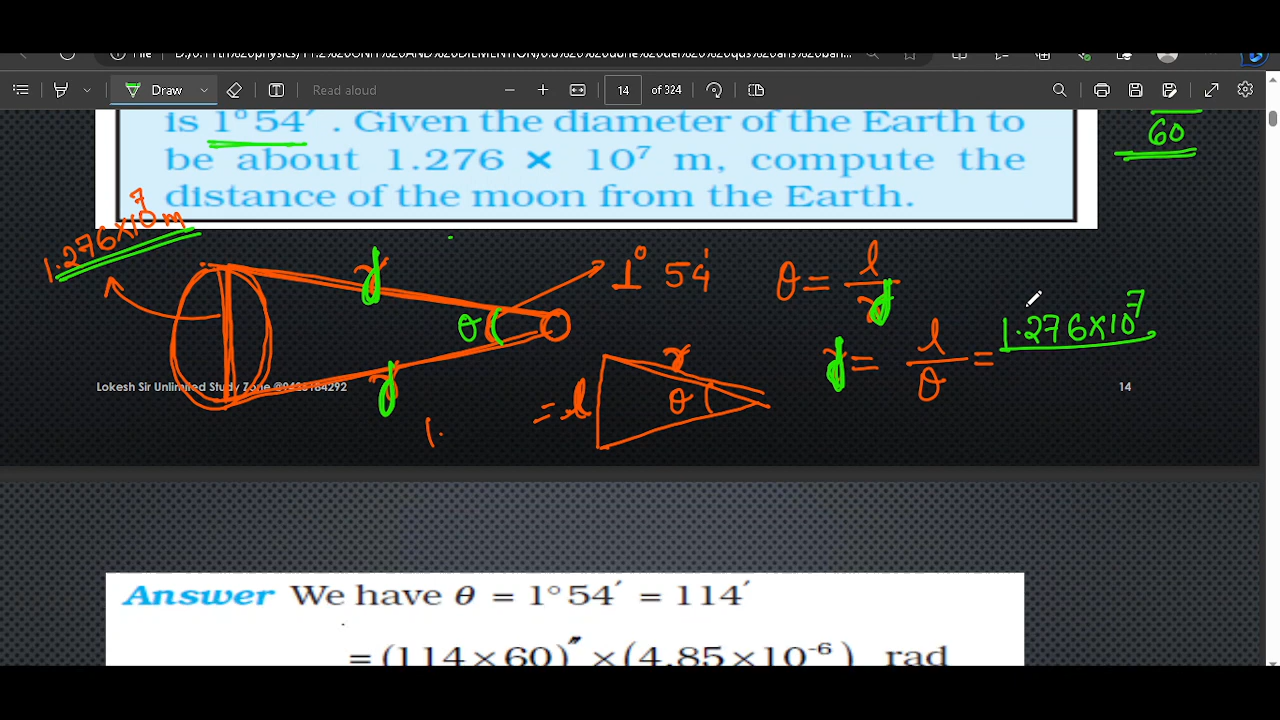 Draw
Read aloud
14
of 324
is 1°54′. Given the diameter of the Earth to
be about 1.276 × 10⁷ m, compute the
distance of the moon from the Earth.
60
1.276×10⁷ m
1° 54′
θ = l/d
d = l/θ = 1.276×10⁷
θ
r
θ
= l
1.
Lokesh Sir Unlimited Study Zone @9428184292
14
Answer We have θ = 1° 54′ = 114′
= (114×60)″ × (4.85×10⁻⁶) rad